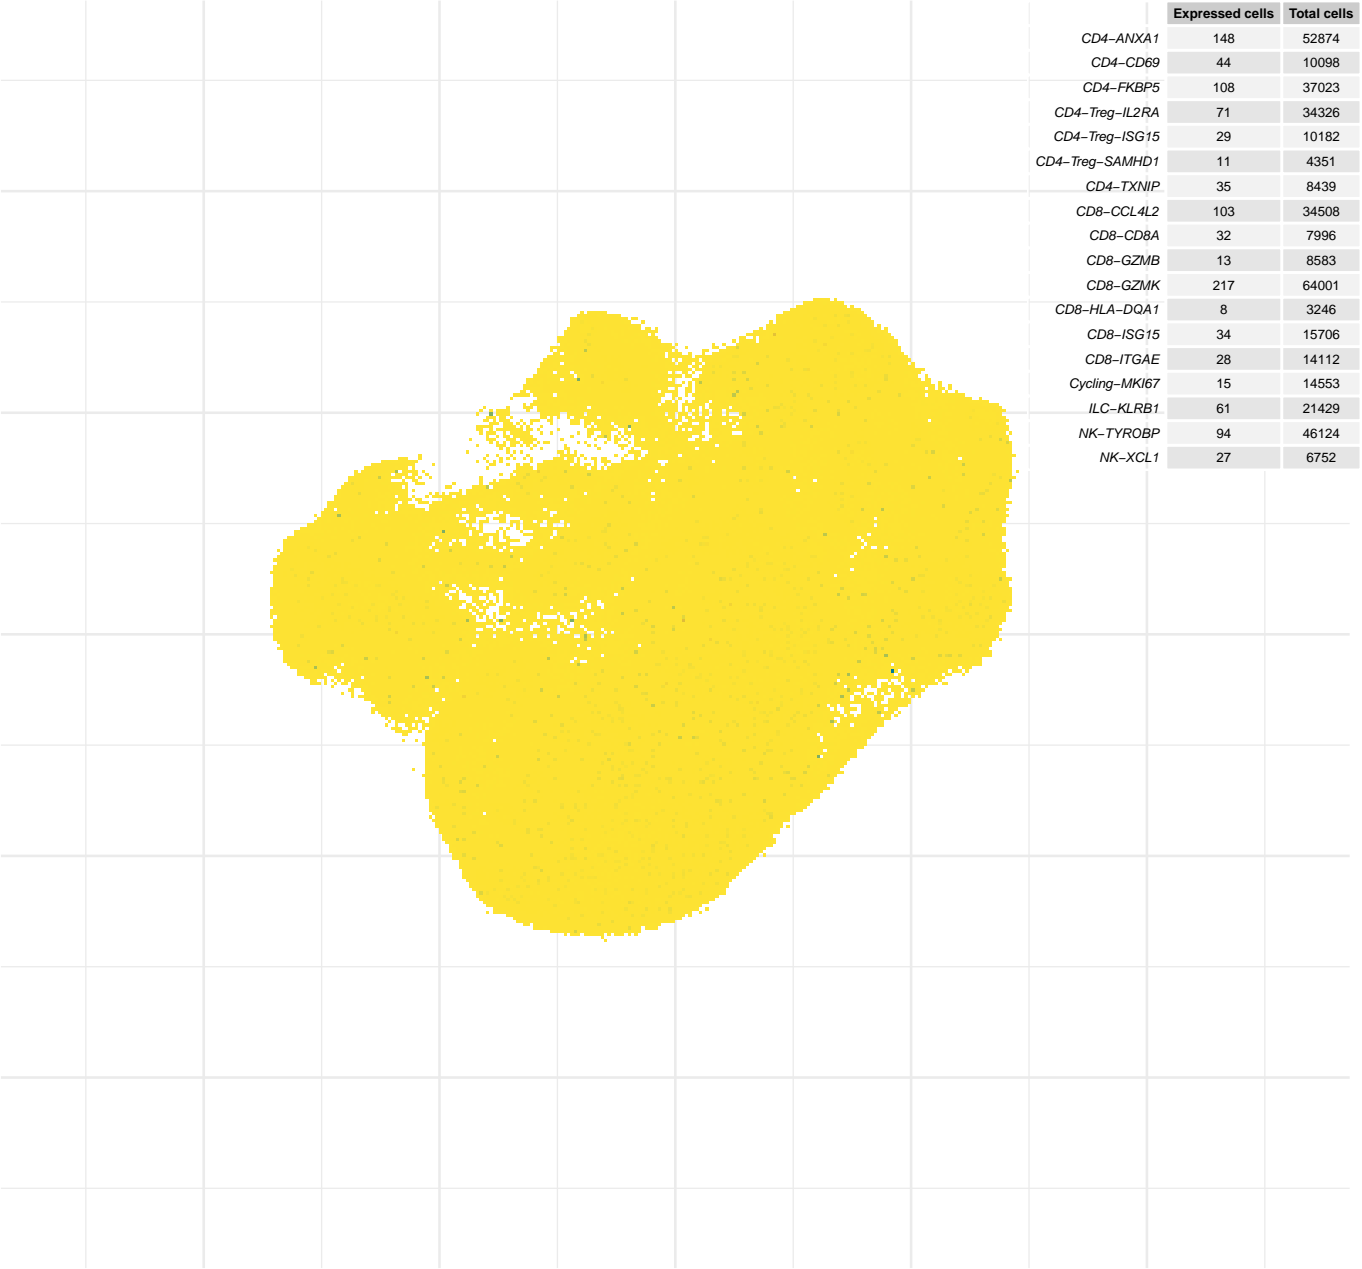 Expressed cells Total cells
CD4−ANXA1 148 52874
CD4−CD69 44 10098
CD4−FKBP5 108 37023
CD4−Treg−IL2RA 71 34326
CD4−Treg−ISG15 29 10182
CD4−Treg−SAMHD1 11 4351
CD4−TXNIP 35 8439
CD8−CCL4L2 103 34508
CD8−CD8A 32 7996
CD8−GZMB 13 8583
CD8−GZMK 217 64001
CD8−HLA−DQA1 8 3246
CD8−ISG15 34 15706
CD8−ITGAE 28 14112
Cycling−MKI67 15 14553
ILC−KLRB1 61 21429
NK−TYROBP 94 46124
NK−XCL1 27 6752